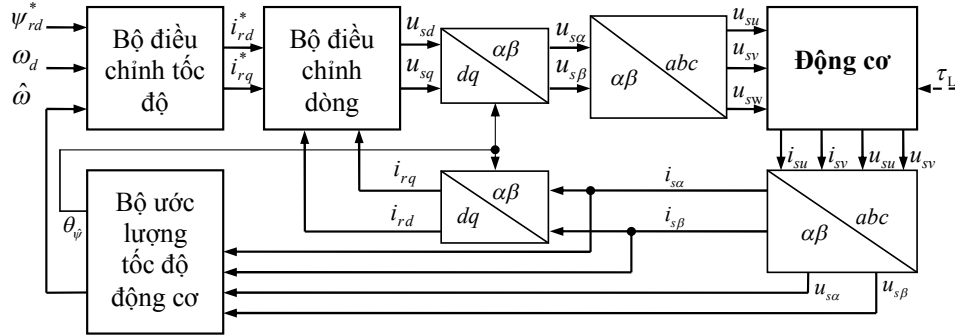 ψ*rd
ωd
ω̂
Bộ điều
chỉnh tốc
độ
i*rd
i*rq
Bộ điều
chỉnh
dòng
usd
usq
αβ
dq
usα
usβ
abc
αβ
usu
usv
usw
Động cơ
τL
isu
isv
usu
usv
θψ̂
Bộ ước
lượng
tốc độ
động cơ
irq
ird
αβ
dq
isα
isβ
abc
αβ
usα
usβ